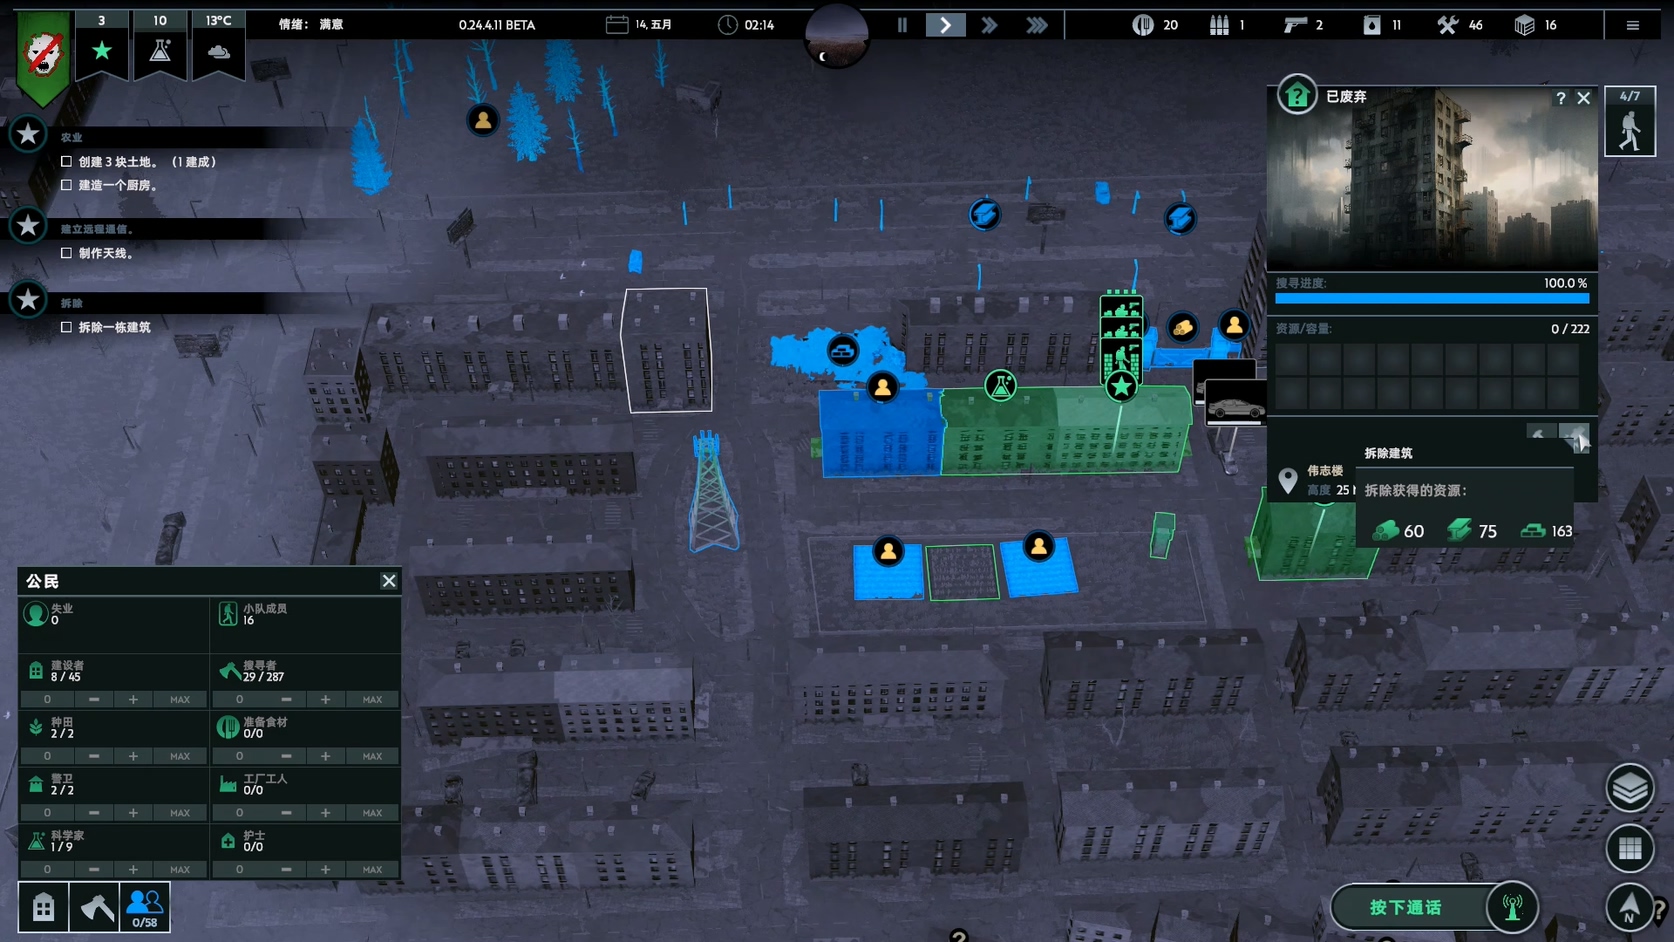 3
10
13°C
情绪： 满意
0.24.4.11 BETA
14, 五月
02:14
20
1
2
11
46
16
农业
创建 3 块土地。 （1 建成）
建造一个厨房。
建立远程通信。
制作天线。
拆除
拆除一栋建筑
已废弃
?
4/7
搜寻进度:
100.0 %
资源/容量:
0 / 222
伟志楼
高度 25
拆除建筑
拆除获得的资源：
60
75
163
公民
失业
0
小队成员
16
建设者
8 / 45
搜寻者
29 / 287
0 − + MAX
0 − + MAX
种田
2 / 2
准备食材
0/0
0 − + MAX
0 − + MAX
警卫
2 / 2
工厂工人
0/0
0 − + MAX
0 − + MAX
科学家
1 / 9
护士
0/0
0 − + MAX
0 − + MAX
0/58
按下通话
N
?
?